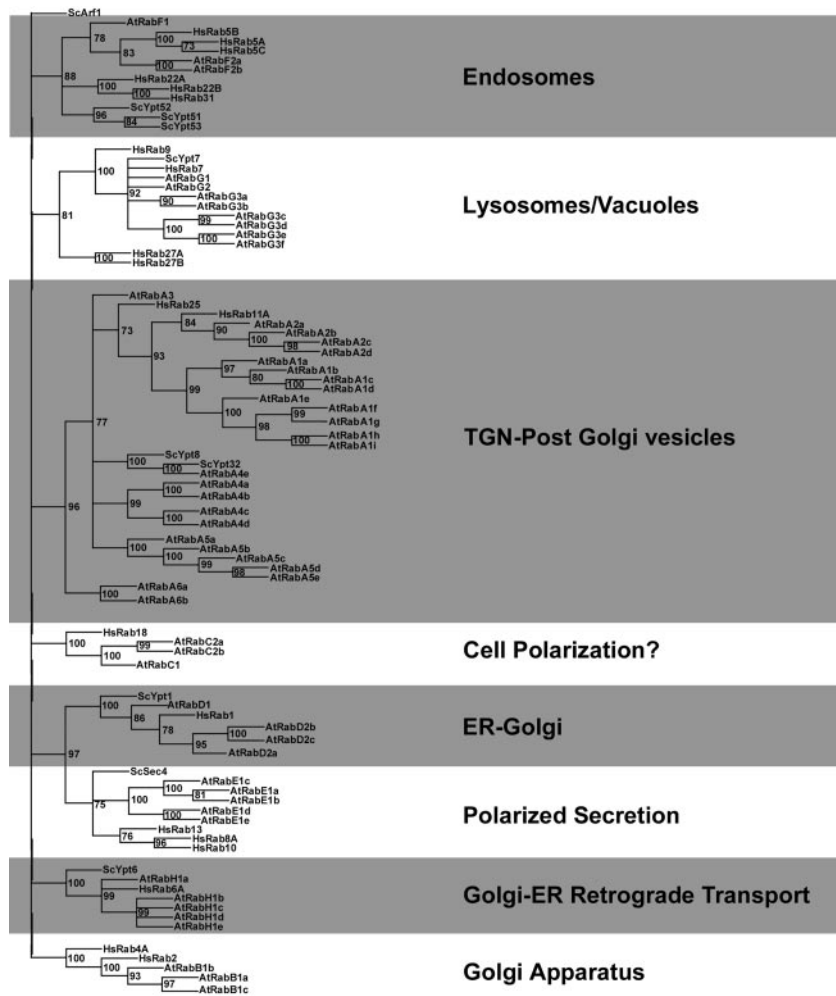 ScArf1
AtRabF1
HsRab5B
78
100
HsRab5A
73
HsRab5C
83
AtRabF2a
100
AtRabF2b
88
HsRab22A
100
HsRab22B
100
HsRab31
ScYpt52
96
ScYpt51
84
ScYpt53
Endosomes
HsRab9
ScYpt7
100
HsRab7
AtRabG1
AtRabG2
92
AtRabG3a
90
AtRabG3b
AtRabG3c
99
AtRabG3d
100
AtRabG3e
100
AtRabG3f
81
HsRab27A
100
HsRab27B
Lysosomes/Vacuoles
AtRabA3
HsRab25
73
HsRab11A
84
AtRabA2a
90
AtRabA2b
100
AtRabA2c
98
AtRabA2d
93
AtRabA1a
97
AtRabA1b
80
AtRabA1c
100
AtRabA1d
99
AtRabA1e
100
AtRabA1f
99
AtRabA1g
98
AtRabA1h
100
AtRabA1i
77
ScYpt8
100
ScYpt32
100
AtRabA4e
AtRabA4a
100
AtRabA4b
99
AtRabA4c
100
AtRabA4d
96
AtRabA5a
100
AtRabA5b
100
AtRabA5c
99
AtRabA5d
98
AtRabA5e
AtRabA6a
100
AtRabA6b
TGN-Post Golgi vesicles
HsRab18
100
AtRabC2a
99
AtRabC2b
100
AtRabC1
Cell Polarization?
ScYpt1
100
AtRabD1
86
HsRab1
78
AtRabD2b
100
AtRabD2c
95
AtRabD2a
97
ER-Golgi
ScSec4
AtRabE1c
100
AtRabE1a
81
AtRabE1b
100
75
AtRabE1d
100
AtRabE1e
HsRab13
76
HsRab8A
96
HsRab10
Polarized Secretion
ScYpt6
100
AtRabH1a
HsRab6A
99
AtRabH1b
AtRabH1c
99
AtRabH1d
AtRabH1e
Golgi-ER Retrograde Transport
HsRab4A
100
HsRab2
100
AtRabB1b
93
AtRabB1a
97
AtRabB1c
Golgi Apparatus